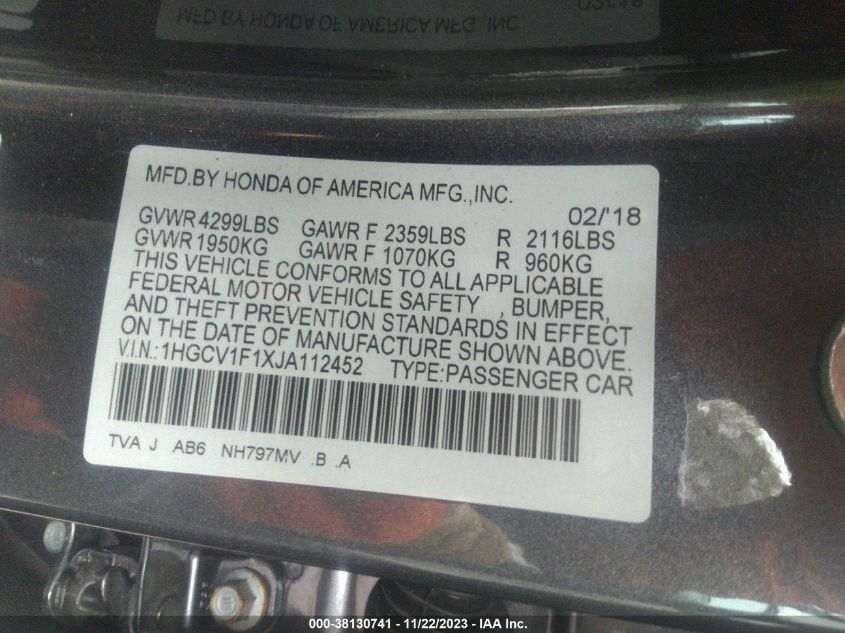 MFD.BY HONDA OF AMERICA MFG.,INC.
02/'18
GVWR 4299LBS GAWR F 2359LBS R 2116LBS
GVWR 1950KG GAWR F 1070KG R 960KG
THIS VEHICLE CONFORMS TO ALL APPLICABLE
FEDERAL MOTOR VEHICLE SAFETY , BUMPER,
AND THEFT PREVENTION STANDARDS IN EFFECT
ON THE DATE OF MANUFACTURE SHOWN ABOVE.
V.I.N.: 1HGCV1F1XJA112452 TYPE:PASSENGER CAR
TVA J AB6 NH797MV .B .A
000-38130741 - 11/22/2023 - IAA Inc.